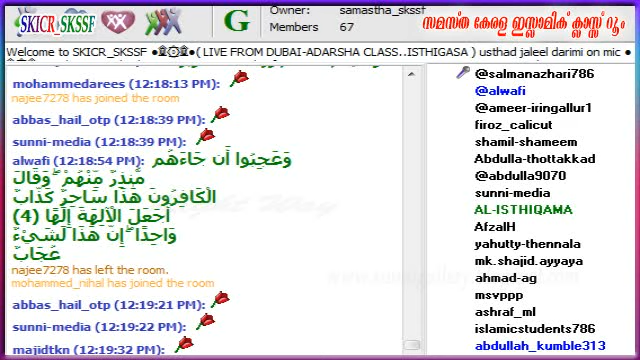 SKICR_SKSSF
G
Owner: samastha_skssf
Members 67
സമസ്ത കേരള ഇസ്ലാമിക് ക്ലാസ്സ് റൂം
Welcome to SKICR_SKSSF ●۩۞۩●( LIVE FROM DUBAI-ADARSHA CLASS..ISTHIGASA ) usthad jaleel darimi on mic ●
mohammedarees (12:18:13 PM):
najee7278 has joined the room
abbas_hail_otp (12:18:39 PM):
sunni-media (12:18:39 PM):
alwafi (12:18:54 PM): وَعَجِبُوا أَن جَاءَهُم
مُّنذِرٌ مِّنْهُمْ ۖ وَقَالَ
الْكَافِرُونَ هَٰذَا سَاحِرٌ كَذَّابٌ
(4) أَجَعَلَ الْآلِهَةَ إِلَٰهًا
وَاحِدًا ۖ إِنَّ هَٰذَا لَشَيْءٌ
عُجَابٌ
najee7278 has left the room.
mohammed_nihal has joined the room
abbas_hail_otp (12:19:21 PM):
sunni-media (12:19:22 PM):
majidtkn (12:19:32 PM):
@salmanazhari786
@alwafi
@ameer-iringallur1
firoz_calicut
shamil-shameem
Abdulla-thottakkad
@abdulla9070
sunni-media
AL-ISTHIQAMA
AfzalH
yahutty-thennala
mk.shajid.ayyaya
ahmad-ag
msvppp
ashraf_ml
islamicstudents786
abdullah_kumble313